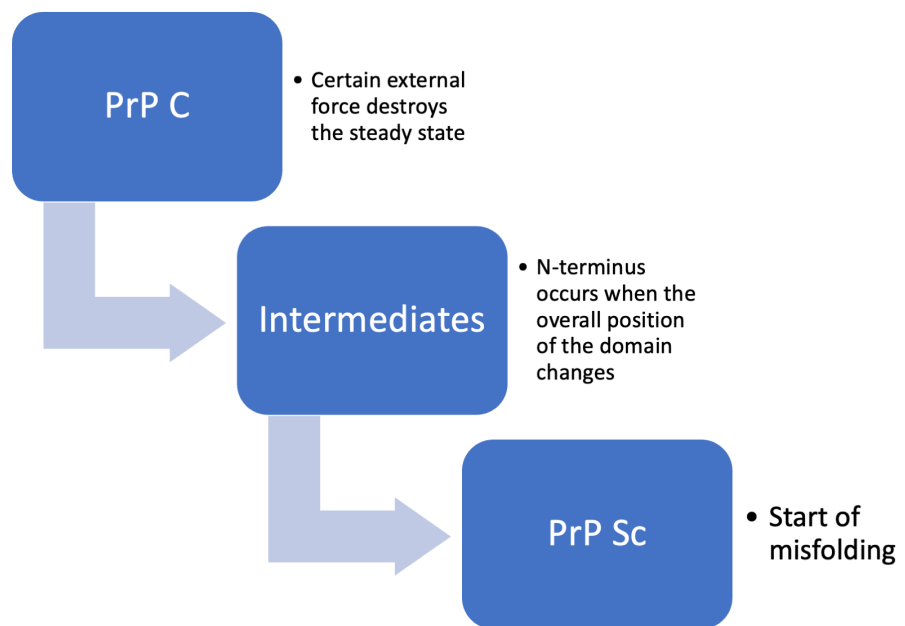 PrP C
• Certain external
force destroys
the steady state
Intermediates
• N-terminus
occurs when the
overall position
of the domain
changes
PrP Sc
• Start of
misfolding